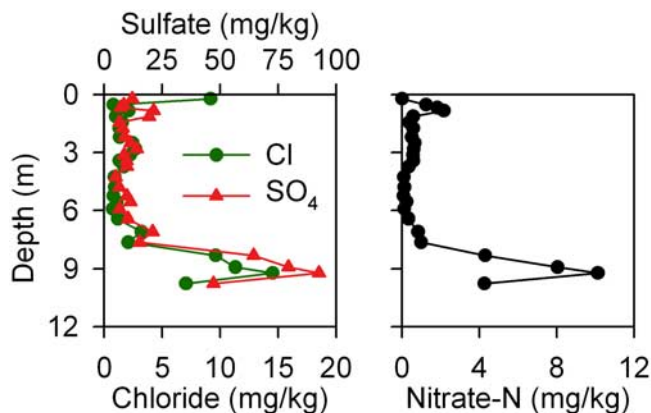 Sulfate (mg/kg)
0 25 50 75 100
0
3
6
9
12
Depth (m)
Cl
SO₄
0 5 10 15 20
Chloride (mg/kg)
0 4 8 12
Nitrate-N (mg/kg)